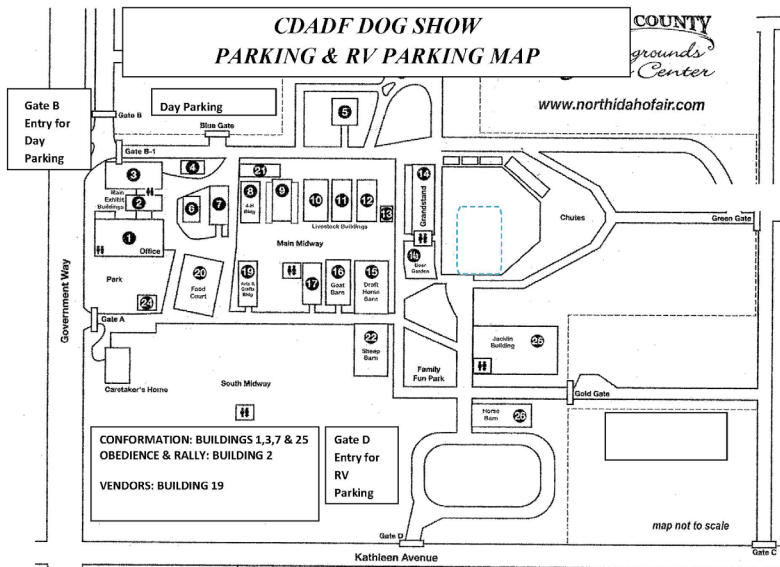 CDADF DOG SHOW
PARKING & RV PARKING MAP
COUNTY
grounds
Center
www.northidahofair.com
Gate B
Entry for
Day
Parking
Gate B
Day Parking
Blue Gate
Gate B-1
5
3
4
21
Main
Exhibit
Buildings
2
6
7
8
4-H
Bldg
9
10
11
12
13
14
Grandstand
Livestock Buildings
Chutes
Green Gate
1
Office
Main Midway
14a
Beer
Garden
Park
20
Food
Court
19
Arts &
Crafts
Bldg
17
16
Goat
Barn
15
Draft
Horse
Barn
24
Gate A
Government Way
22
Sheep
Barn
Jacklin
Building
25
Caretaker's Home
South Midway
Family
Fun Park
Gold Gate
Horse
Barn
26
CONFORMATION: BUILDINGS 1,3,7 & 25
OBEDIENCE & RALLY: BUILDING 2
VENDORS: BUILDING 19
Gate D
Entry for
RV
Parking
map not to scale
Gate D
Kathleen Avenue
Gate C